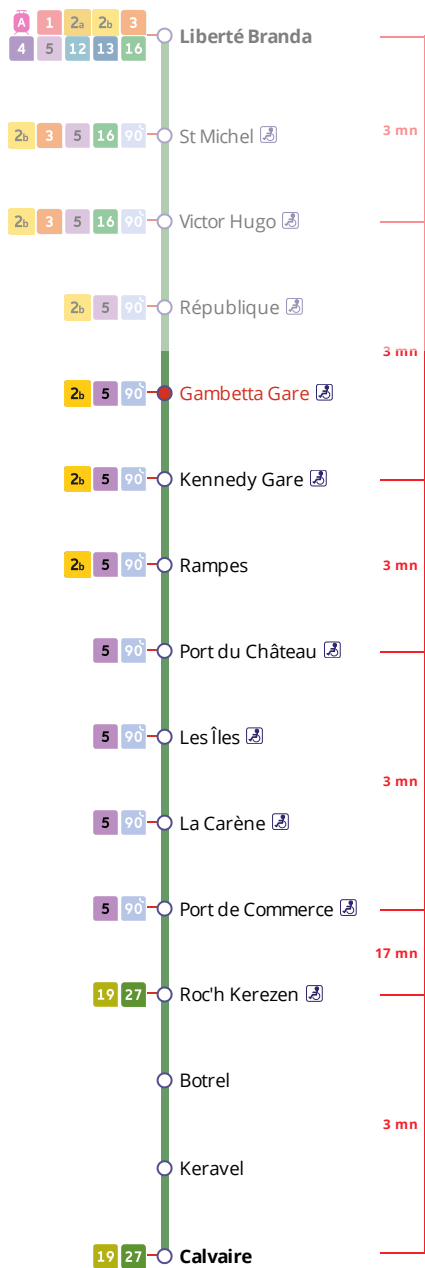 A 1 2a 2b 3
4 5 12 13 16 Liberté Branda
2b 3 5 16 90 St Michel
3 mn
2b 3 5 16 90 Victor Hugo
2b 5 90 République
3 mn
2b 5 90 Gambetta Gare
2b 5 90 Kennedy Gare
2b 5 90 Rampes
3 mn
5 90 Port du Château
5 90 Les Îles
3 mn
5 90 La Carène
5 90 Port de Commerce
17 mn
19 27 Roc'h Kerezen
Botrel
3 mn
Keravel
19 27 Calvaire